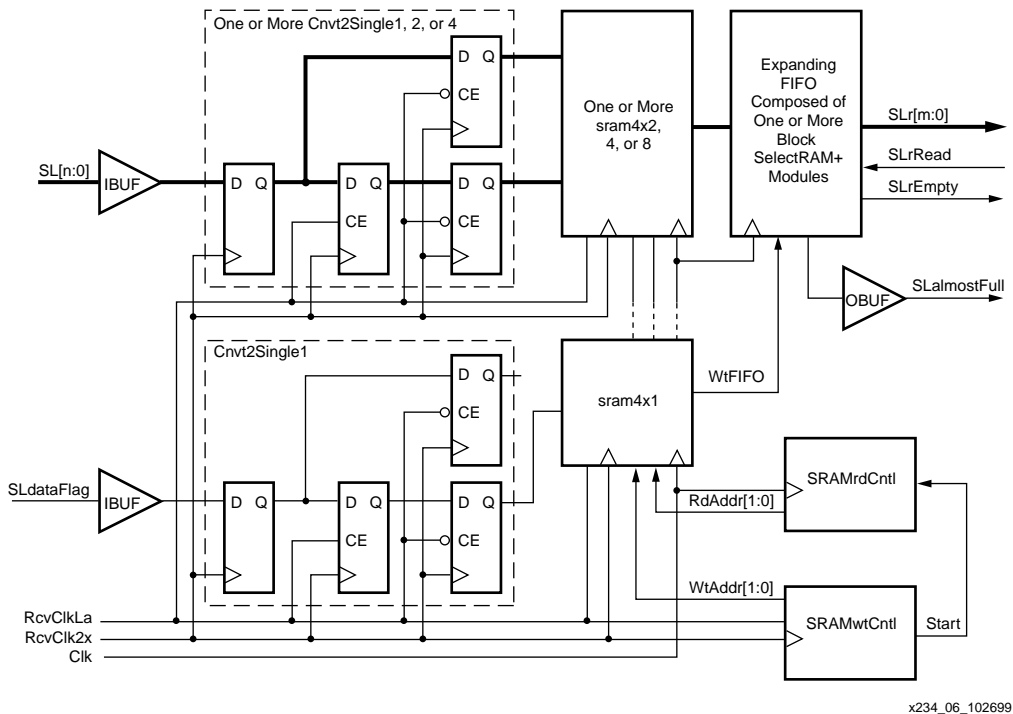 One or More Cnvt2Single1, 2, or 4
D Q
CE
SL[n:0]
IBUF
D Q
D Q
CE
D Q
CE
One or More
sram4x2,
4, or 8
Expanding
FIFO
Composed of
One or More
Block
SelectRAM+
Modules
SLr[m:0]
SLrRead
SLrEmpty
OBUF
SLalmostFull
Cnvt2Single1
D Q
CE
SLdataFlag
IBUF
D Q
D Q
CE
D Q
CE
sram4x1
WtFIFO
SRAMrdCntl
RdAddr[1:0]
WtAddr[1:0]
SRAMwtCntl
Start
RcvClkLa
RcvClk2x
Clk
x234_06_102699